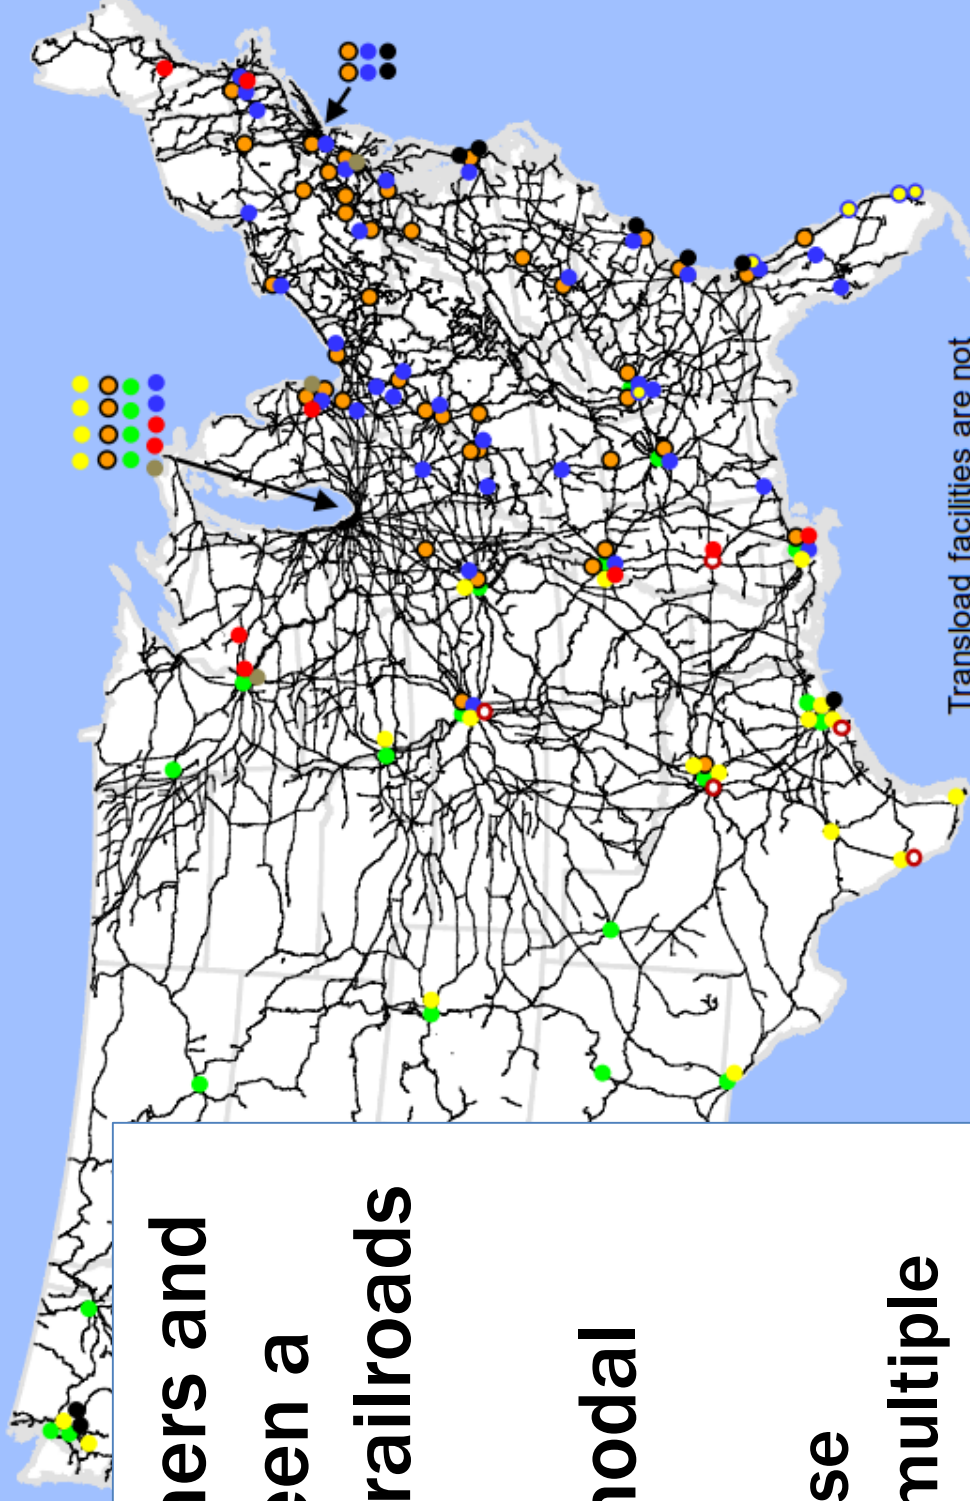 Transload facilities are not
ners and
een a
railroads
nodal
se
multiple